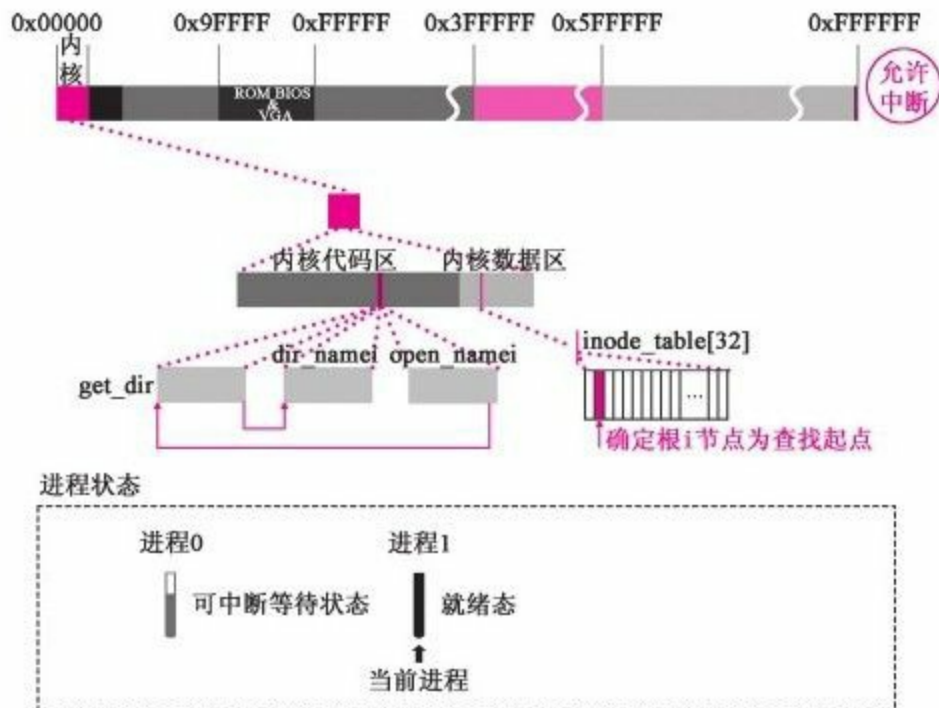 0x00000 0x9FFFF 0xFFFFF 0x3FFFFF 0x5FFFFF 0xFFFFFF
内核
ROM BIOS
&
VGA
允许
中断
内核代码区 内核数据区
dir_namei open_namei inode_table[32]
get_dir
...
确定根i节点为查找起点
进程状态
进程0 进程1
可中断等待状态 就绪态
当前进程